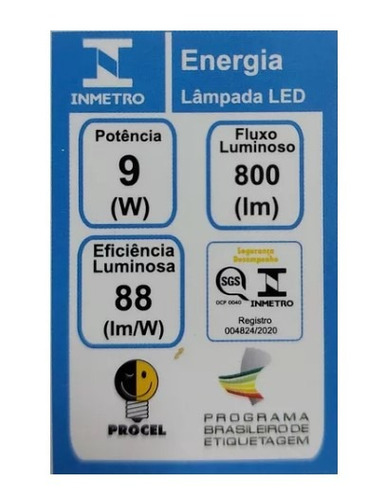 INMETRO
Energia
Lâmpada LED
Potência
9
(W)
Fluxo
Luminoso
800
(lm)
Eficiência
Luminosa
88
(lm/W)
Segurança
Desempenho
SGS
OCP 0040
INMETRO
Registro
004824/2020
PROCEL
PROGRAMA
BRASILEIRO DE
ETIQUETAGEM